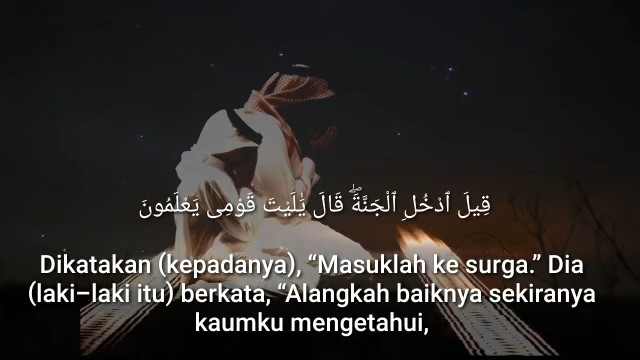 قِيلَ ٱدْخُلِ ٱلْجَنَّةَ ۖ قَالَ يَٰلَيْتَ قَوْمِى يَعْلَمُونَ
Dikatakan (kepadanya), “Masuklah ke surga.” Dia
(laki–laki itu) berkata, “Alangkah baiknya sekiranya
kaumku mengetahui,